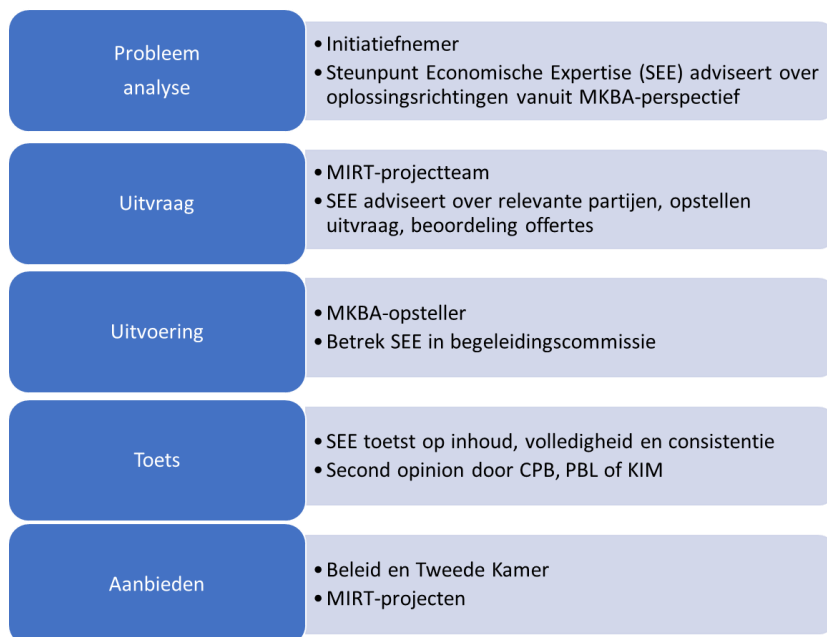 Probleem
analyse
• Initiatiefnemer
• Steunpunt Economische Expertise (SEE) adviseert over
oplossingsrichtingen vanuit MKBA-perspectief
Uitvraag
• MIRT-projectteam
• SEE adviseert over relevante partijen, opstellen
uitvraag, beoordeling offertes
Uitvoering
• MKBA-opsteller
• Betrek SEE in begeleidingscommissie
Toets
• SEE toetst op inhoud, volledigheid en consistentie
• Second opinion door CPB, PBL of KIM
Aanbieden
• Beleid en Tweede Kamer
• MIRT-projecten